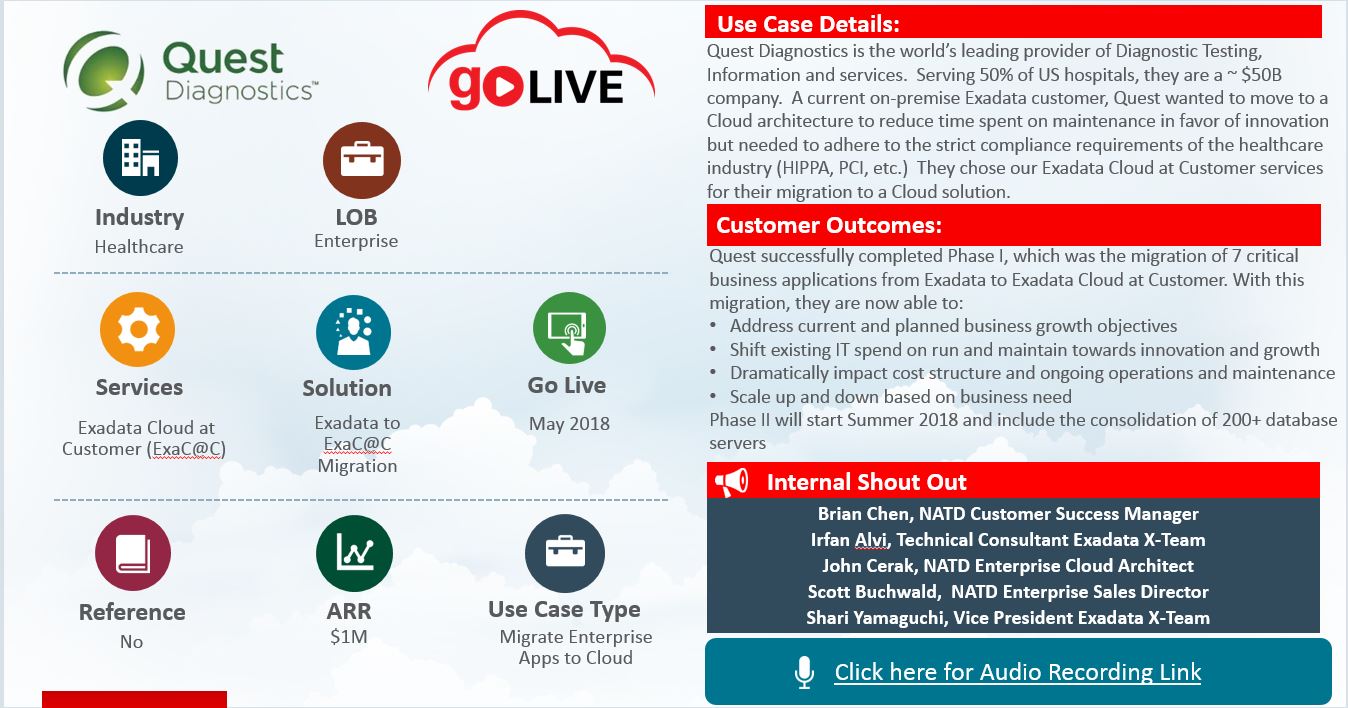 Quest
Diagnostics™
goLIVE
Industry
Healthcare
LOB
Enterprise
Services
Exadata Cloud at
Customer (ExaC@C)
Solution
Exadata to
ExaC@C
Migration
Go Live
May 2018
Reference
No
ARR
$1M
Use Case Type
Migrate Enterprise
Apps to Cloud
Use Case Details:
Quest Diagnostics is the world’s leading provider of Diagnostic Testing,
Information and services.  Serving 50% of US hospitals, they are a ~ $50B
company.  A current on-premise Exadata customer, Quest wanted to move to a
Cloud architecture to reduce time spent on maintenance in favor of innovation
but needed to adhere to the strict compliance requirements of the healthcare
industry (HIPPA, PCI, etc.)  They chose our Exadata Cloud at Customer services
for their migration to a Cloud solution.
Customer Outcomes:
Quest successfully completed Phase I, which was the migration of 7 critical
business applications from Exadata to Exadata Cloud at Customer. With this
migration, they are now able to:
• Address current and planned business growth objectives
• Shift existing IT spend on run and maintain towards innovation and growth
• Dramatically impact cost structure and ongoing operations and maintenance
• Scale up and down based on business need
Phase II will start Summer 2018 and include the consolidation of 200+ database
servers
Internal Shout Out
Brian Chen, NATD Customer Success Manager
Irfan Alvi, Technical Consultant Exadata X-Team
John Cerak, NATD Enterprise Cloud Architect
Scott Buchwald,  NATD Enterprise Sales Director
Shari Yamaguchi, Vice President Exadata X-Team
Click here for Audio Recording Link